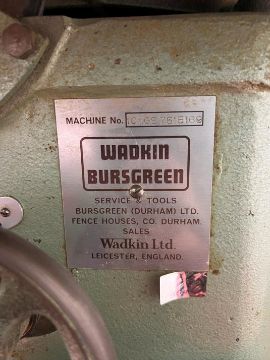 MACHINE No.
WADKIN
BURSGREEN
SERVICE & TOOLS
BURSGREEN (DURHAM) LTD.
FENCE HOUSES, CO. DURHAM.
SALES
Wadkin Ltd.
LEICESTER, ENGLAND.